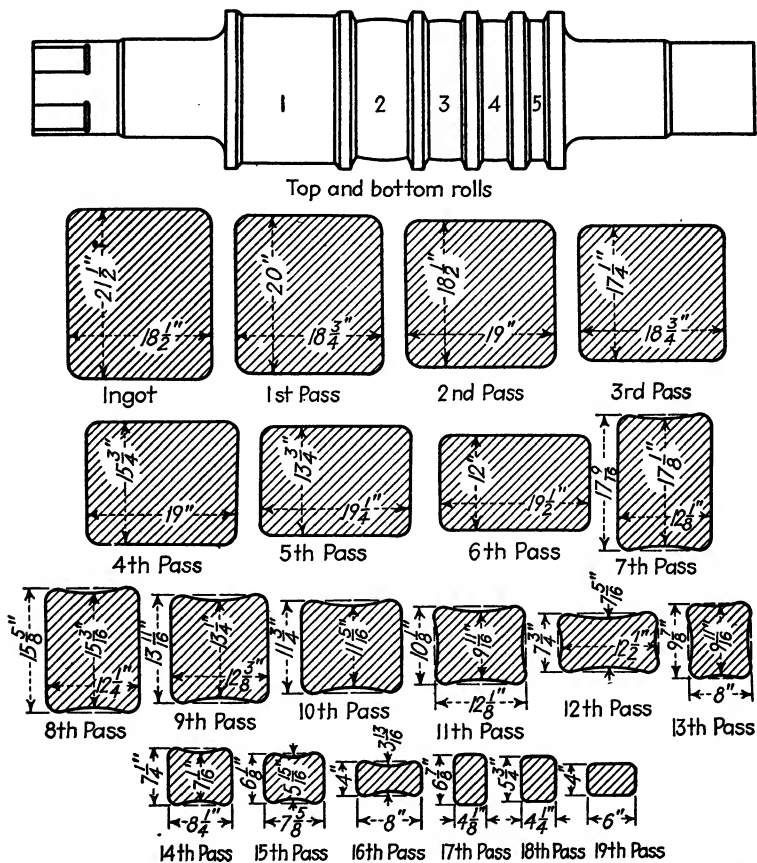 1 2 3 4 5
Top and bottom rolls
21 1/2" 20" 18 1/2" 17 1/4"
18 1/2" 18 3/4" 19" 18 3/4"
Ingot 1st Pass 2nd Pass 3rd Pass
15 3/4" 13 3/4" 12" 17 9/16 17 1/8"
19" 19 1/4" 19 1/2" 12 1/8"
4th Pass 5th Pass 6th Pass 7th Pass
15 5/8" 15 3/16" 13 11/16" 13 1/4" 11 3/4" 11 5/16" 10 1/8" 9 11/16" 7 3/4" 7 5/16" 9 7/8" 9 11/16"
12 1/4" 12 3/8" 12 1/8" 12 1/2" 8"
8th Pass 9th Pass 10th Pass 11th Pass 12th Pass 13th Pass
7 1/4" 7 1/16" 6 1/8" 5 15/16" 4" 3 13/16" 6 7/8" 5 3/4" 4"
8 1/4" 7 5/8" 8" 4 1/8" 4 1/4" 6"
14th Pass 15th Pass 16th Pass 17th Pass 18th Pass 19th Pass